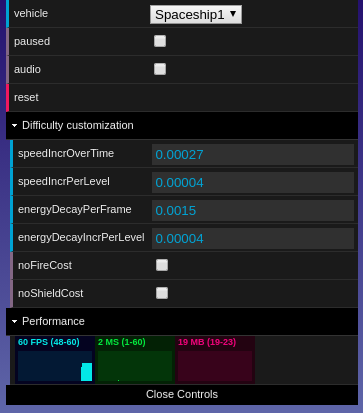 vehicle Spaceship1
paused
audio
reset
Difficulty customization
speedIncrOverTime 0.00027
speedIncrPerLevel 0.00004
energyDecayPerFrame 0.0015
energyDecayIncrPerLevel 0.00004
noFireCost
noShieldCost
Performance
60 FPS (48-60) 2 MS (1-60) 19 MB (19-23)
Close Controls